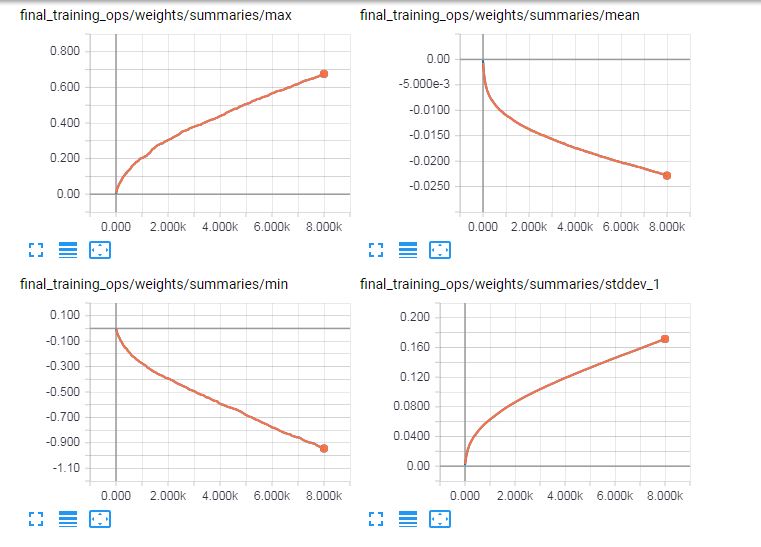 final_training_ops/weights/summaries/max
0.800
0.600
0.400
0.200
0.00
0.000 2.000k 4.000k 6.000k 8.000k
final_training_ops/weights/summaries/mean
0.00
-5.000e-3
-0.0100
-0.0150
-0.0200
-0.0250
0.000 2.000k 4.000k 6.000k 8.000k
final_training_ops/weights/summaries/min
0.100
-0.100
-0.300
-0.500
-0.700
-0.900
-1.10
0.000 2.000k 4.000k 6.000k 8.000k
final_training_ops/weights/summaries/stddev_1
0.200
0.160
0.120
0.0800
0.0400
0.00
0.000 2.000k 4.000k 6.000k 8.000k